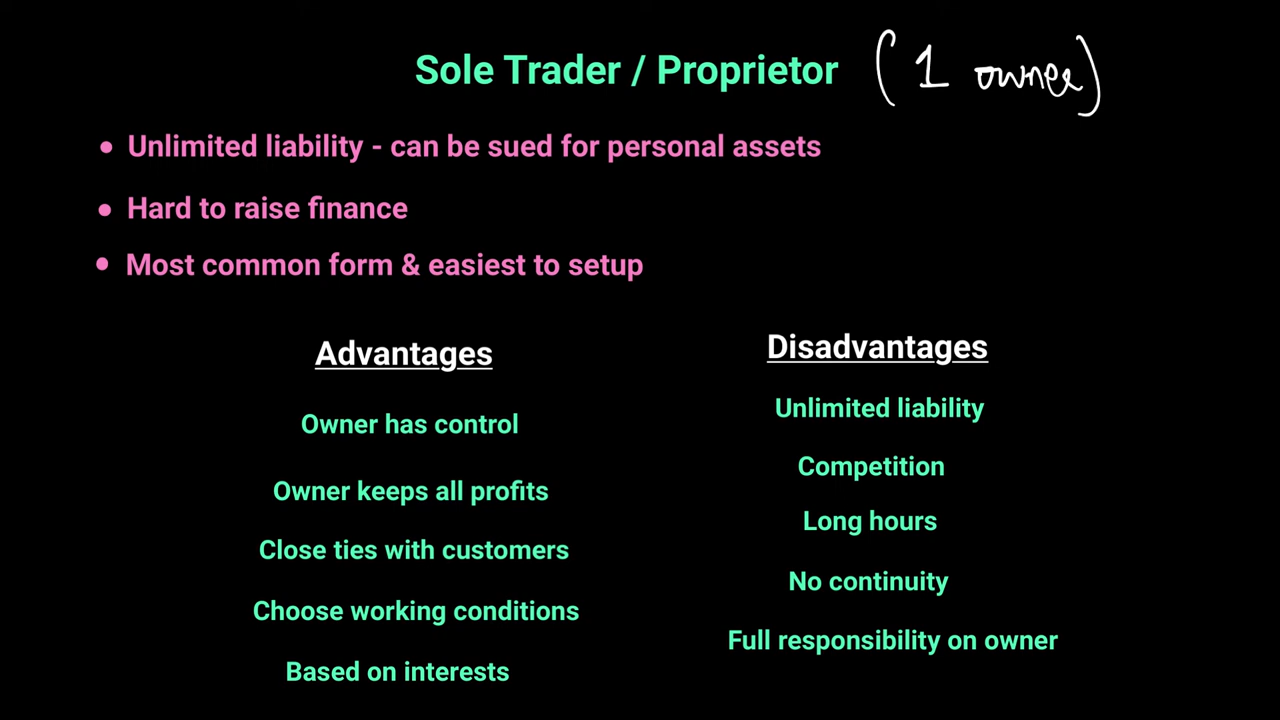 Sole Trader / Proprietor (1 owner)
• Unlimited liability - can be sued for personal assets
• Hard to raise finance
• Most common form & easiest to setup
Advantages
Owner has control
Owner keeps all profits
Close ties with customers
Choose working conditions
Based on interests
Disadvantages
Unlimited liability
Competition
Long hours
No continuity
Full responsibility on owner